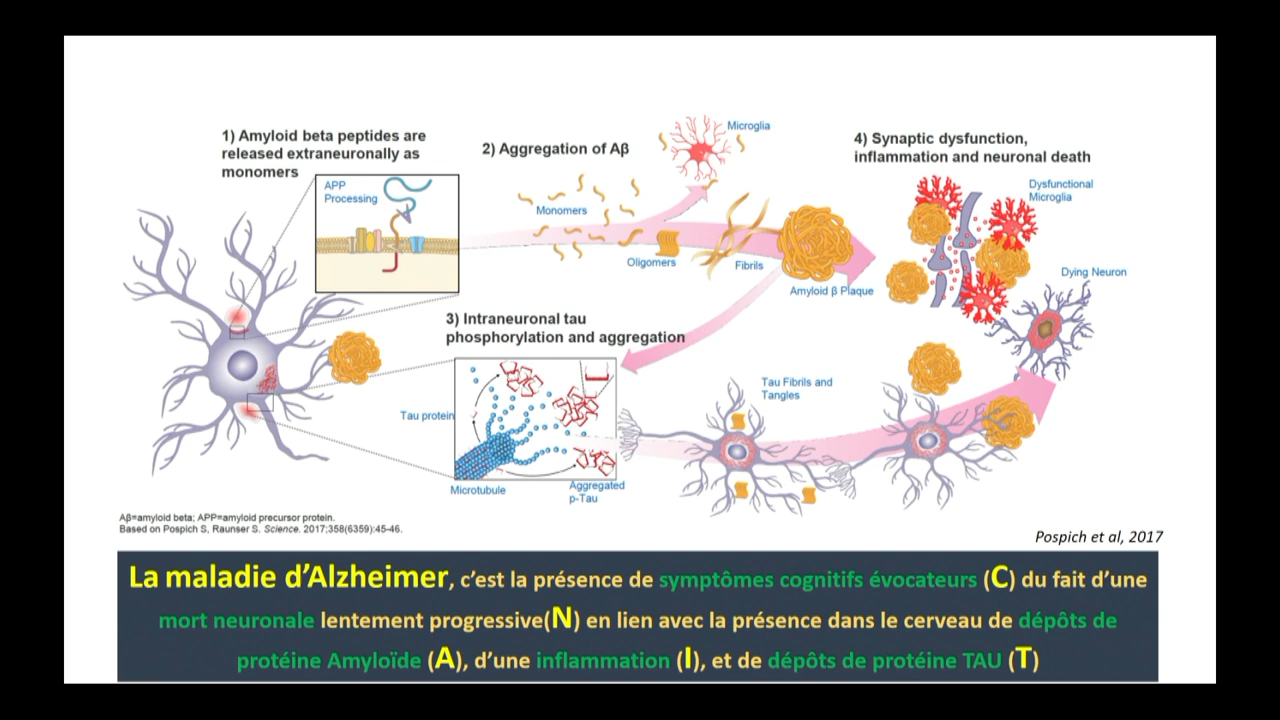 1) Amyloid beta peptides are
released extraneuronally as
monomers
APP
Processing
2) Aggregation of Aβ
Monomers
Microglia
Oligomers
Fibrils
Amyloid β Plaque
4) Synaptic dysfunction,
inflammation and neuronal death
Dysfunctional
Microglia
Dying Neuron
3) Intraneuronal tau
phosphorylation and aggregation
Tau protein
Microtubule
Aggregated
p-Tau
Tau Fibrils and
Tangles
Aβ=amyloid beta; APP=amyloid precursor protein.
Based on Pospich S, Raunser S. Science. 2017;358(6359):45-46.
Pospich et al, 2017
La maladie d’Alzheimer, c’est la présence de symptômes cognitifs évocateurs (C) du fait d’une
mort neuronale lentement progressive(N) en lien avec la présence dans le cerveau de dépôts de
protéine Amyloïde (A), d’une inflammation (I), et de dépôts de protéine TAU (T)